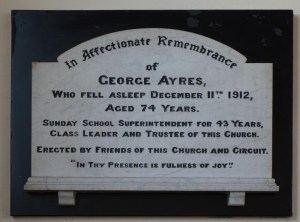 In Affectionate Remembrance
of
George Ayres,
Who fell asleep December 11th 1912,
Aged 74 Years.
Sunday School Superintendent for 43 Years,
Class Leader and Trustee of this Church.
Erected by Friends of this Church and Circuit.
"In Thy Presence is fulness of joy".